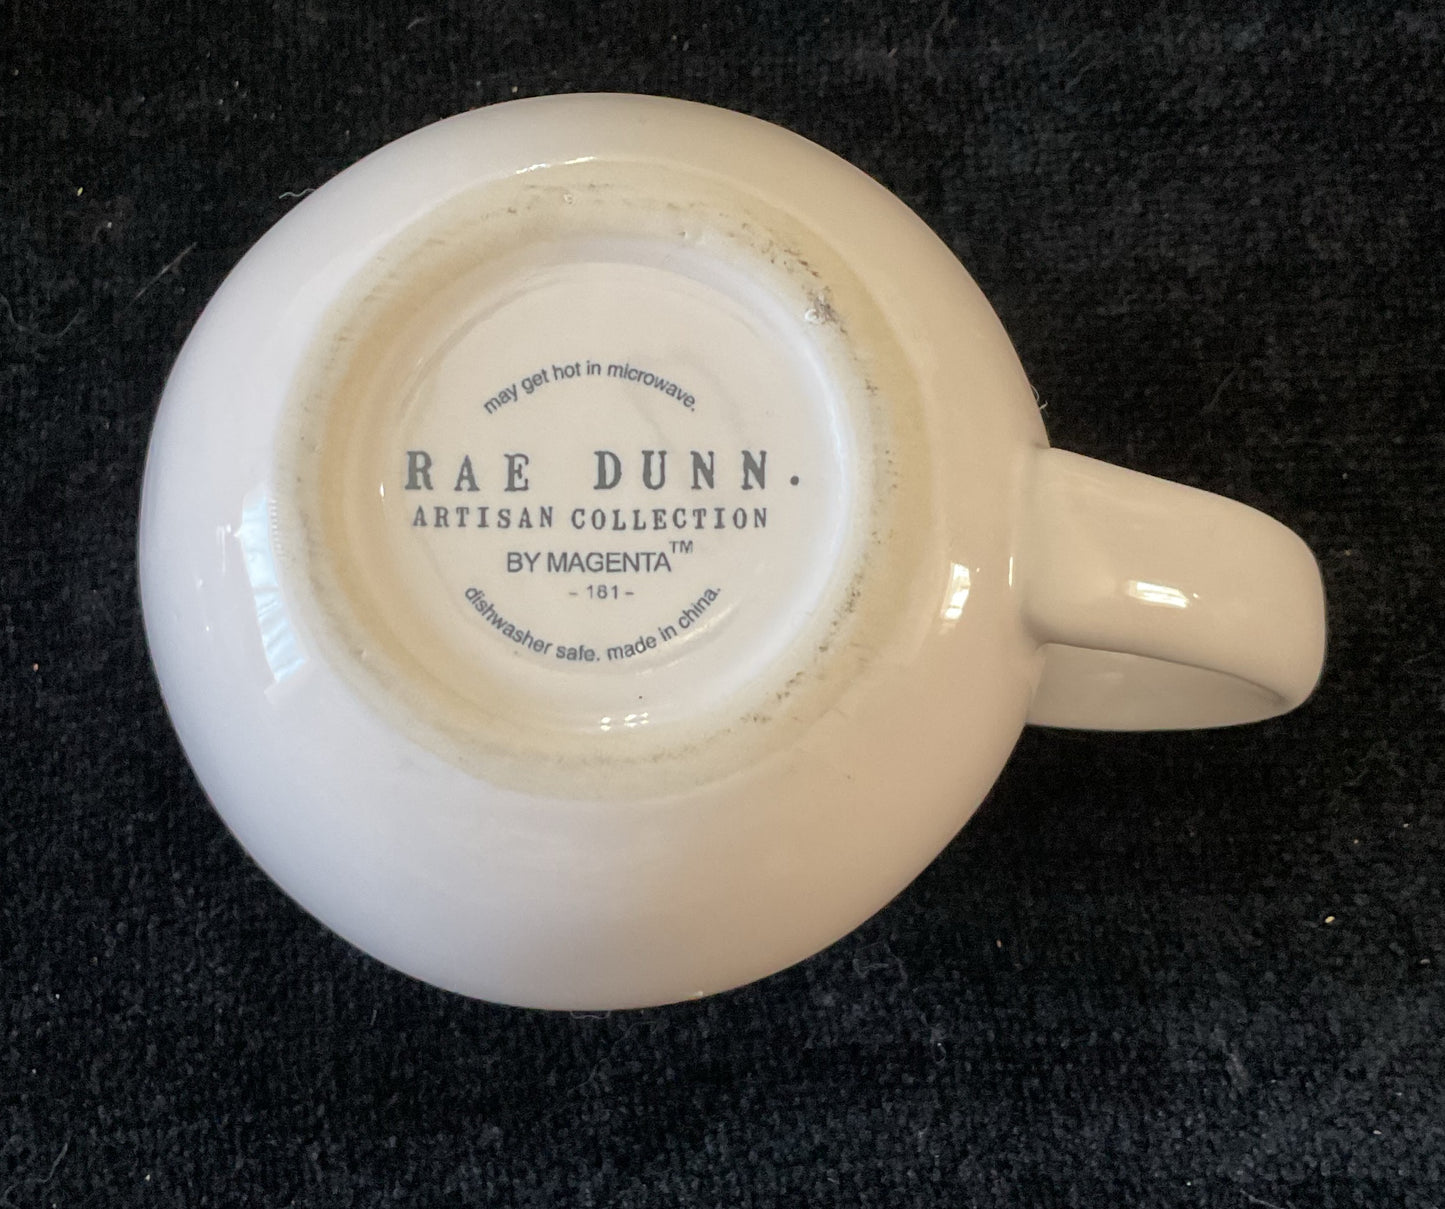 may get hot in microwave.
RAE DUNN.
ARTISAN COLLECTION
BY MAGENTA™
- 181 -
dishwasher safe. made in china.